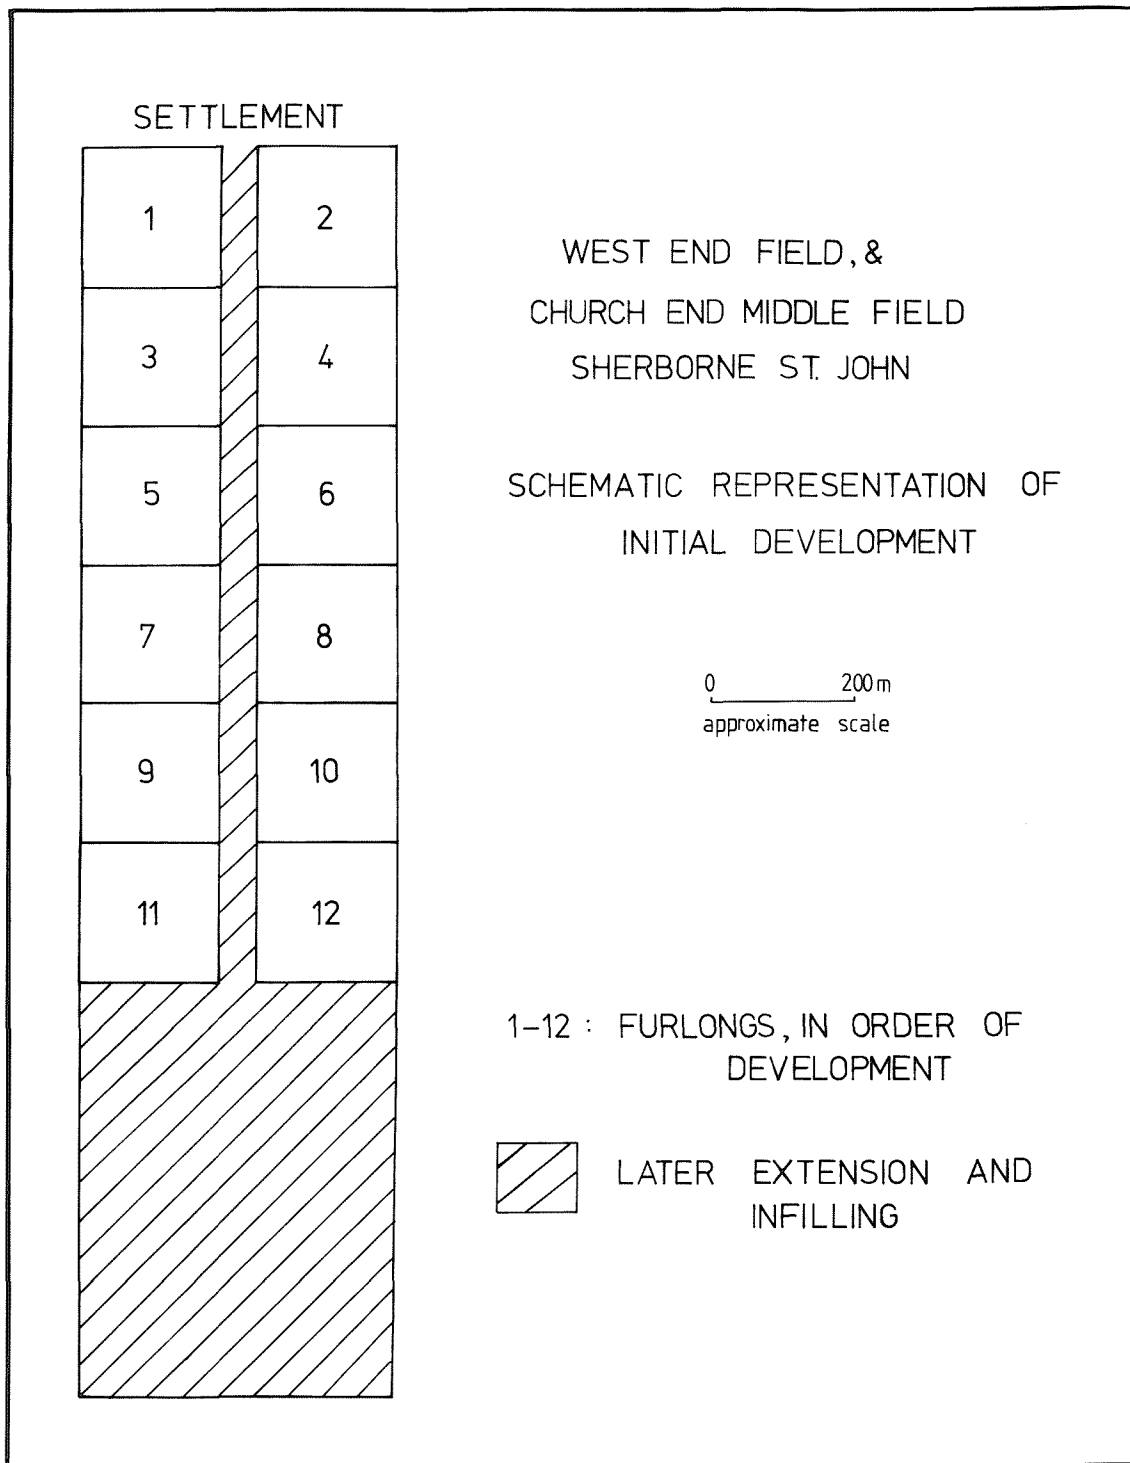 SETTLEMENT
1 2
3 4
5 6
7 8
9 10
11 12
WEST END FIELD, &
CHURCH END MIDDLE FIELD
SHERBORNE ST. JOHN
SCHEMATIC REPRESENTATION OF
INITIAL DEVELOPMENT
0 200 m
approximate scale
1-12 : FURLONGS, IN ORDER OF
DEVELOPMENT
LATER EXTENSION AND
INFILLING